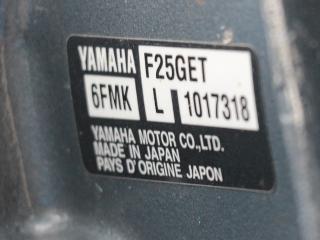 YAMAHA F25GET
6FMK L 1017318
YAMAHA MOTOR CO.,LTD.
MADE IN JAPAN
PAYS D'ORIGINE JAPON